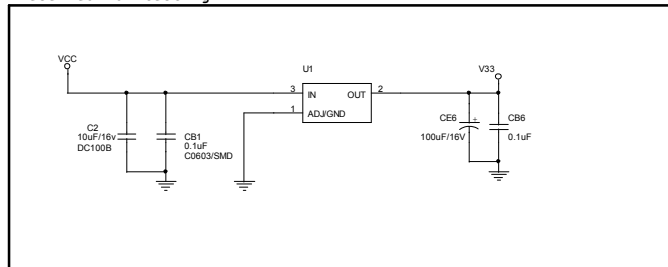 VCC
U1
V33
3 IN OUT 2
1 ADJ/GND
C2
10uF/16v
DC100B
CB1
0.1uF
C0603/SMD
CE6 +
100uF/16V
CB6
0.1uF